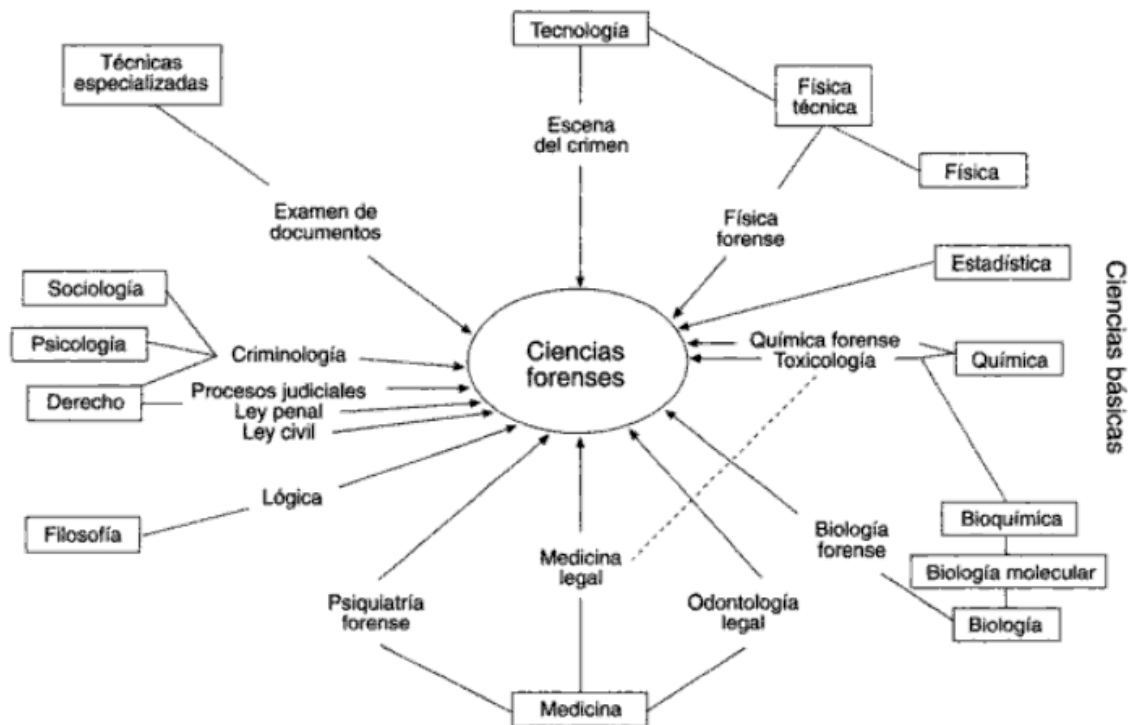 Tecnología
Técnicas
especializadas
Física
técnica
Escena
del crimen
Física
Examen de
documentos
Física
forense
Estadística
Sociología
Psicología
Criminología
Ciencias
forenses
Química forense
Toxicología
Química
Ciencias básicas
Derecho
Procesos judiciales
Ley penal
Ley civil
Lógica
Filosofía
Bioquímica
Biología
forense
Medicina
legal
Biología molecular
Psiquiatría
forense
Odontología
legal
Biología
Medicina